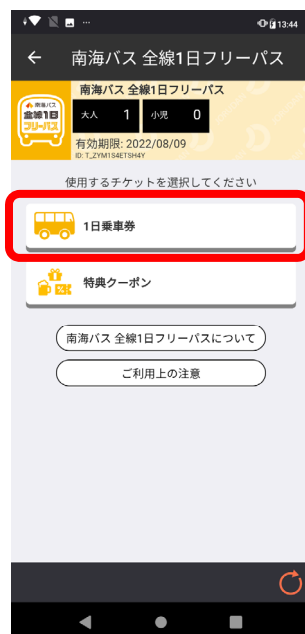 13:44
南海バス 全線1日フリーパス
南海バス 全線1日フリーパス
大人 1 小児 0
有効期限: 2022/08/09
ID: T_ZYM1S4ETSH4Y
南海バス
全線1日
フリーパス
使用するチケットを選択してください
1日乗車券
特典クーポン
南海バス 全線1日フリーパスについて
ご利用上の注意